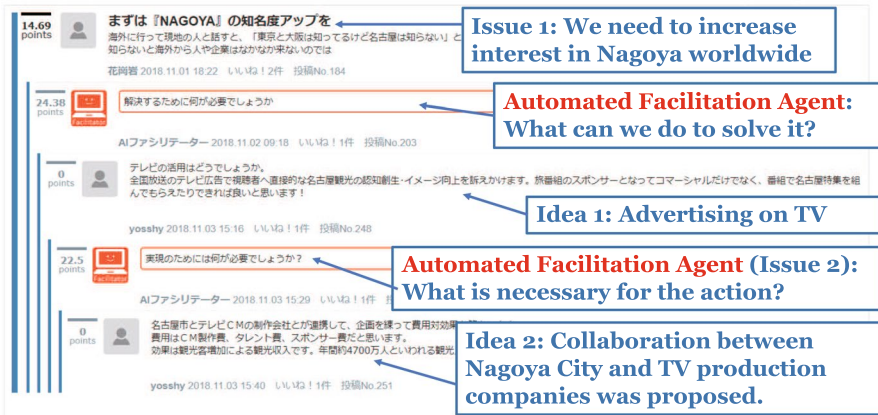 14.69
points
まずは『NAGOYA』の知名度アップを
海外に行って現地の人と話すと、「東京と大阪は知ってるけど名古屋は知らない」と
知らないと海外から人や企業はなかなか来ないのでは
花岡岩 2018.11.01 18:22 いいね！2件 投稿No.184
Issue 1: We need to increase
interest in Nagoya worldwide
24.38
points
Facilitator
解決するために何が必要でしょうか
AIファシリテーター 2018.11.02 09:18 いいね！1件 投稿No.203
Automated Facilitation Agent:
What can we do to solve it?
0
points
テレビの活用はどうでしょうか。
全国放送のテレビ広告で視聴者へ直接的な名古屋観光の認知創生・イメージ向上を訴えかけます。旅番組のスポンサーとなってコマーシャルだけでなく、番組で名古屋特集を組
んでもらえたりできれば良いと思います！
yosshy 2018.11.03 15:16 いいね！1件 投稿No.248
Idea 1: Advertising on TV
22.5
points
Facilitator
実現のためには何が必要でしょうか？
AIファシリテーター 2018.11.03 15:29 いいね！1件
Automated Facilitation Agent (Issue 2):
What is necessary for the action?
0
points
名古屋市とテレビCMの制作会社とが連携して、企画を練って費用対効果
費用はCM製作費、タレント費、スポンサー費だと思います。
効果は観光客増加による観光収入です。年間約4700万人といわれる観光
yosshy 2018.11.03 15:40 いいね！1件 投稿No.251
Idea 2: Collaboration between
Nagoya City and TV production
companies was proposed.